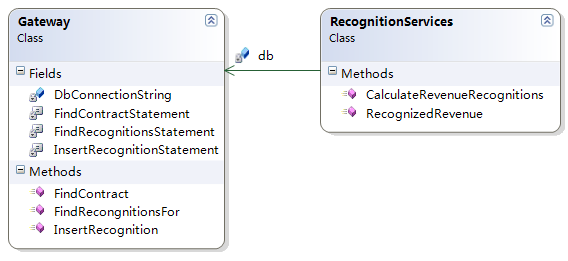 Gateway
Class
Fields
DbConnectionString
FindContractStatement
FindRecognitionsStatement
InsertRecognitionStatement
Methods
FindContract
FindRecongnitionsFor
InsertRecognition
db
RecognitionServices
Class
Methods
CalculateRevenueRecognitions
RecognizedRevenue